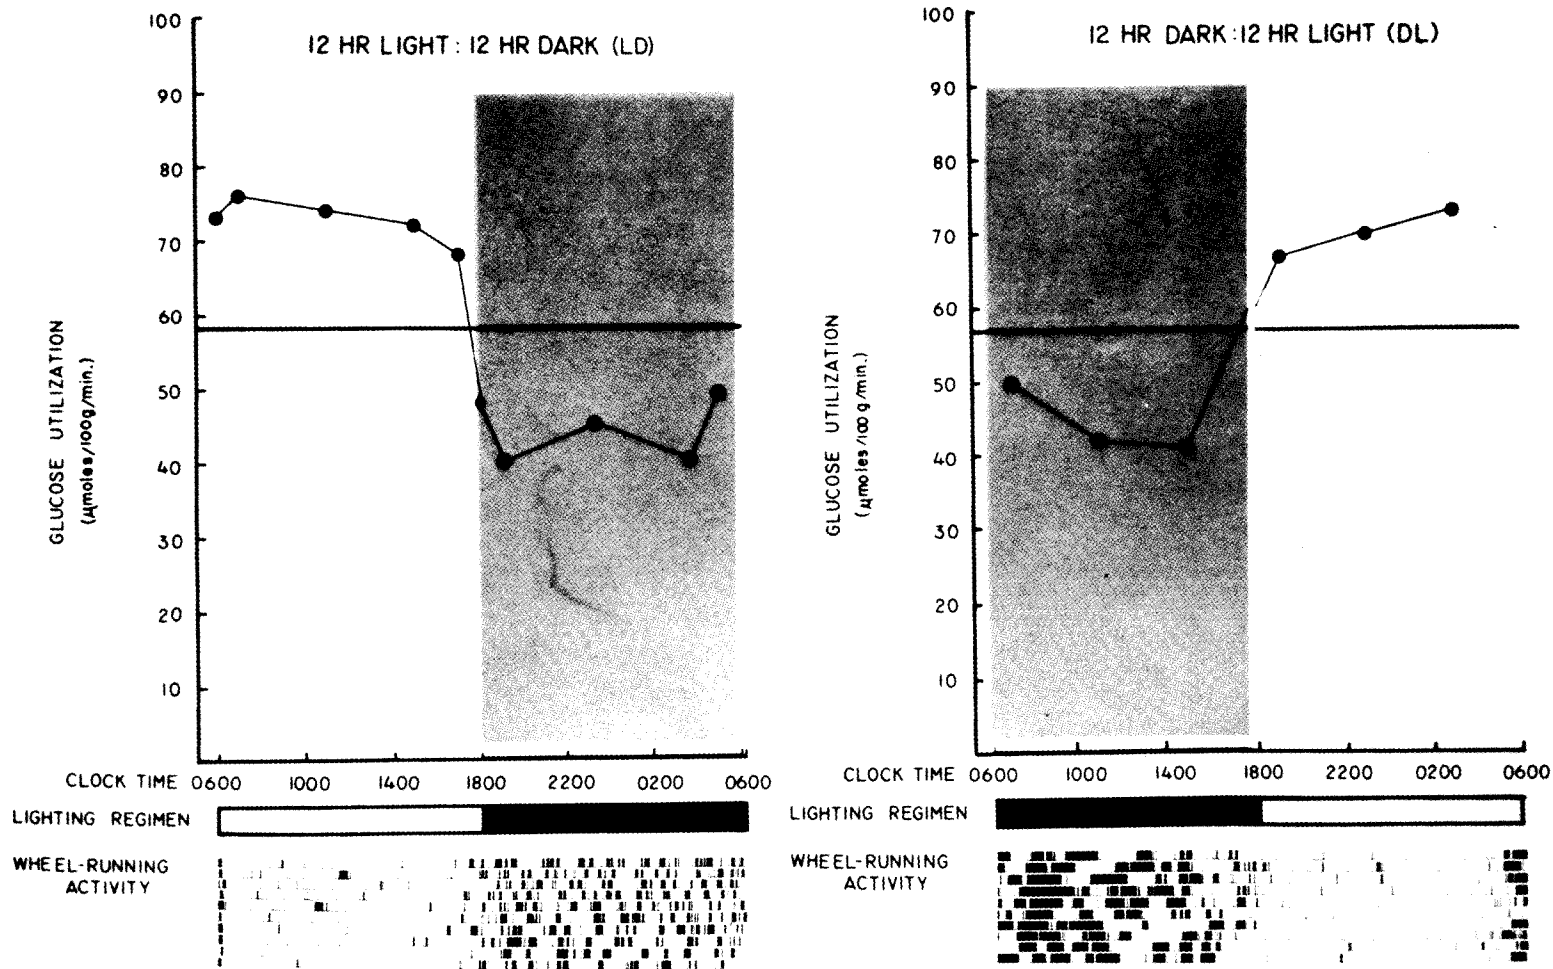 12 HR LIGHT : 12 HR DARK (LD)
100
90
80
70
60
50
40
30
20
10
GLUCOSE UTILIZATION
(μmoles/100g/min.)
CLOCK TIME 0600 1000 1400 1800 2200 0200 0600
LIGHTING REGIMEN
WHEEL-RUNNING
ACTIVITY
12 HR DARK : 12 HR LIGHT (DL)
100
90
80
70
60
50
40
30
20
10
GLUCOSE UTILIZATION
(μmoles/100 g/min.)
CLOCK TIME 0600 1000 1400 1800 2200 0200 0600
LIGHTING REGIMEN
WHEEL-RUNNING
ACTIVITY